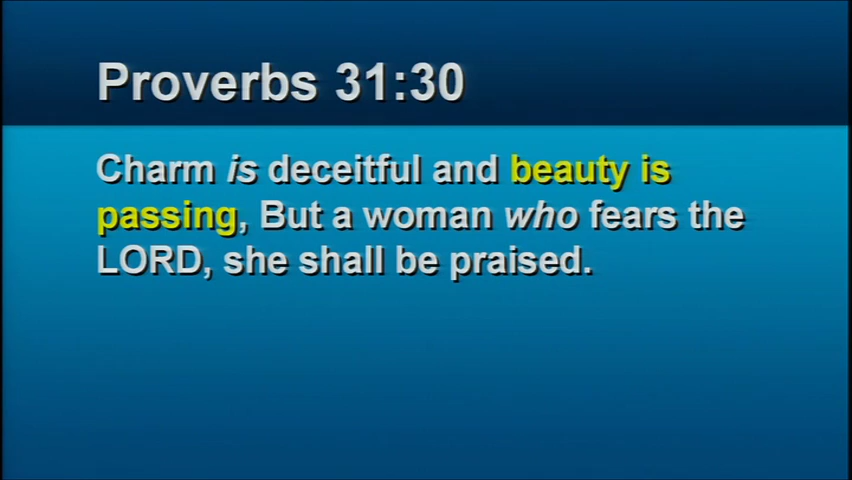 Proverbs 31:30
Charm is deceitful and beauty is
passing, But a woman who fears the
LORD, she shall be praised.